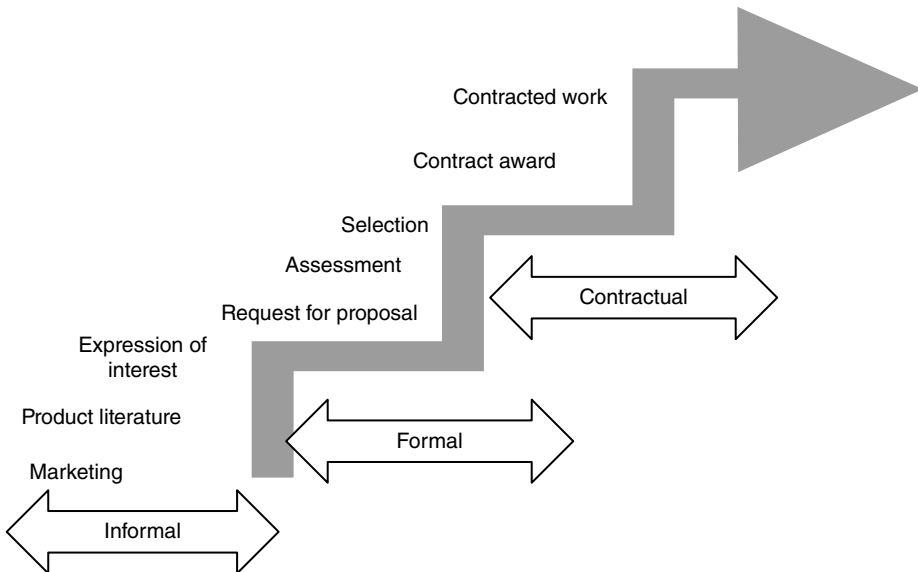 Contracted work
Contract award
Selection
Assessment
Contractual
Request for proposal
Expression of
interest
Product literature
Formal
Marketing
Informal